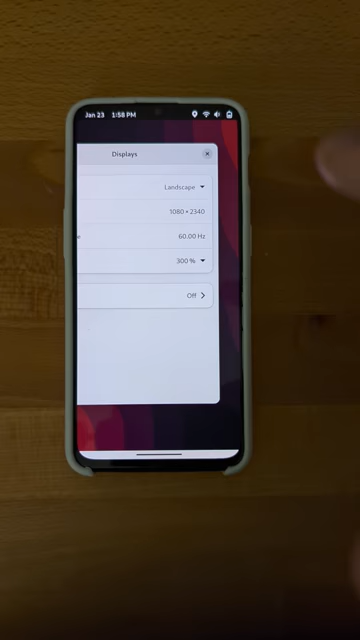 Jan 23 1:58 PM
Displays
Landscape
1080 × 2340
60.00 Hz
300 %
Off